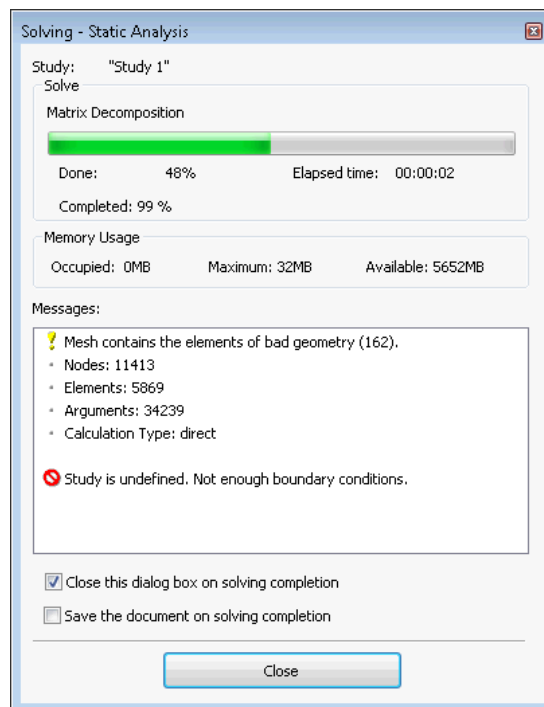 Solving - Static Analysis
Study: "Study 1"
Solve
Matrix Decomposition
Done: 48% Elapsed time: 00:00:02
Completed: 99 %
Memory Usage
Occupied: 0MB Maximum: 32MB Available: 5652MB
Messages:
Mesh contains the elements of bad geometry (162).
Nodes: 11413
Elements: 5869
Arguments: 34239
Calculation Type: direct
Study is undefined. Not enough boundary conditions.
Close this dialog box on solving completion
Save the document on solving completion
Close